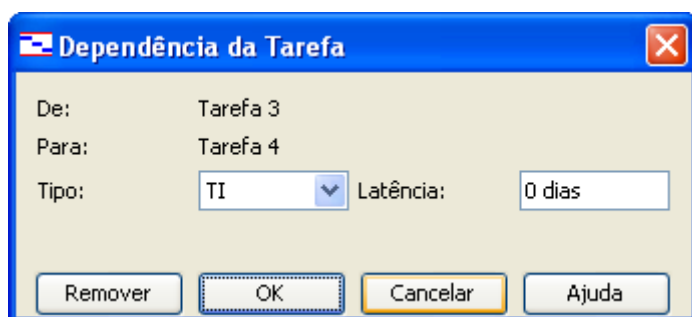 Dependência da Tarefa
De: Tarefa 3
Para: Tarefa 4
Tipo: TI Latência: 0 dias
Remover OK Cancelar Ajuda